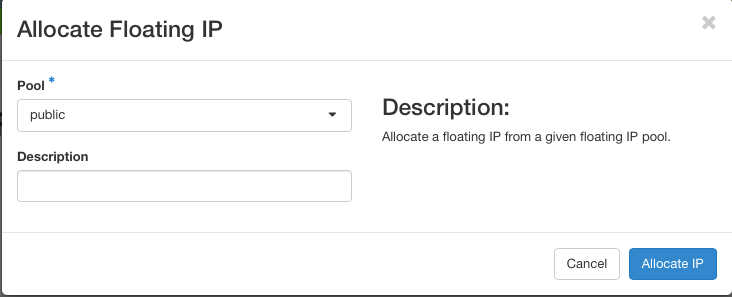 Allocate Floating IP
×
Pool *
public
Description
Description:
Allocate a floating IP from a given floating IP pool.
Cancel
Allocate IP